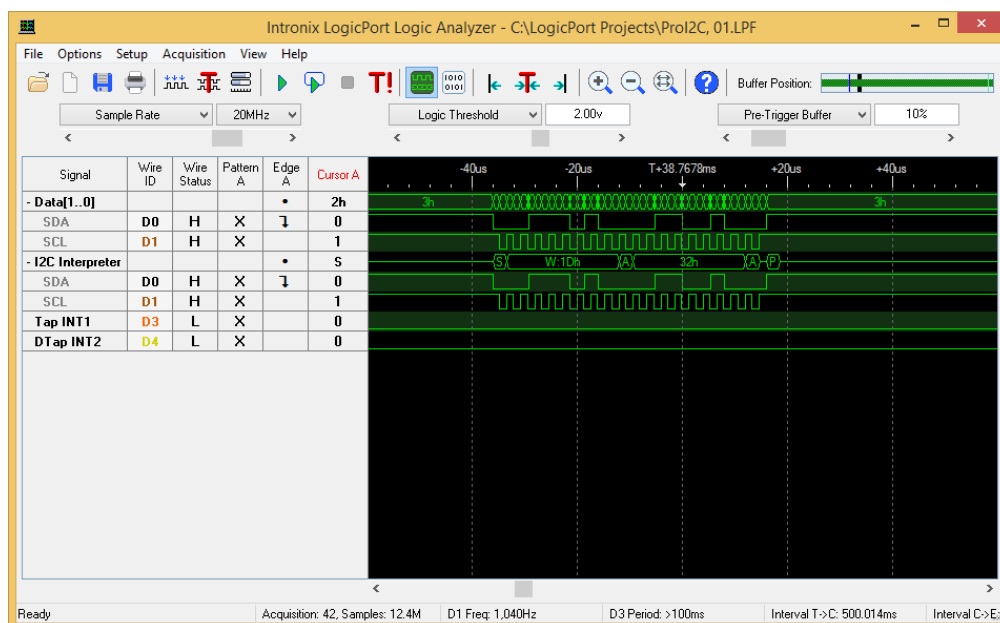 Intronix LogicPort Logic Analyzer - C:\LogicPort Projects\ProI2C, 01.LPF
File Options Setup Acquisition View Help
T! 1010 0101 ? Buffer Position:
Sample Rate 20MHz Logic Threshold 2.00v Pre-Trigger Buffer 10%
Signal Wire ID Wire Status Pattern A Edge A Cursor A -40us -20us T+38.7678ms +20us +40us
- Data[1..0] • 2h 3h 3h
SDA D0 H X 0
SCL D1 H X 1
- I2C Interpreter • S S W:1Dh A 32h A P
SDA D0 H X 0
SCL D1 H X 1
Tap INT1 D3 L X 0
DTap INT2 D4 L X 0
Ready Acquisition: 42, Samples: 12.4M D1 Freq: 1,040Hz D3 Period: >100ms Interval T->C: 500.014ms Interval C->E: